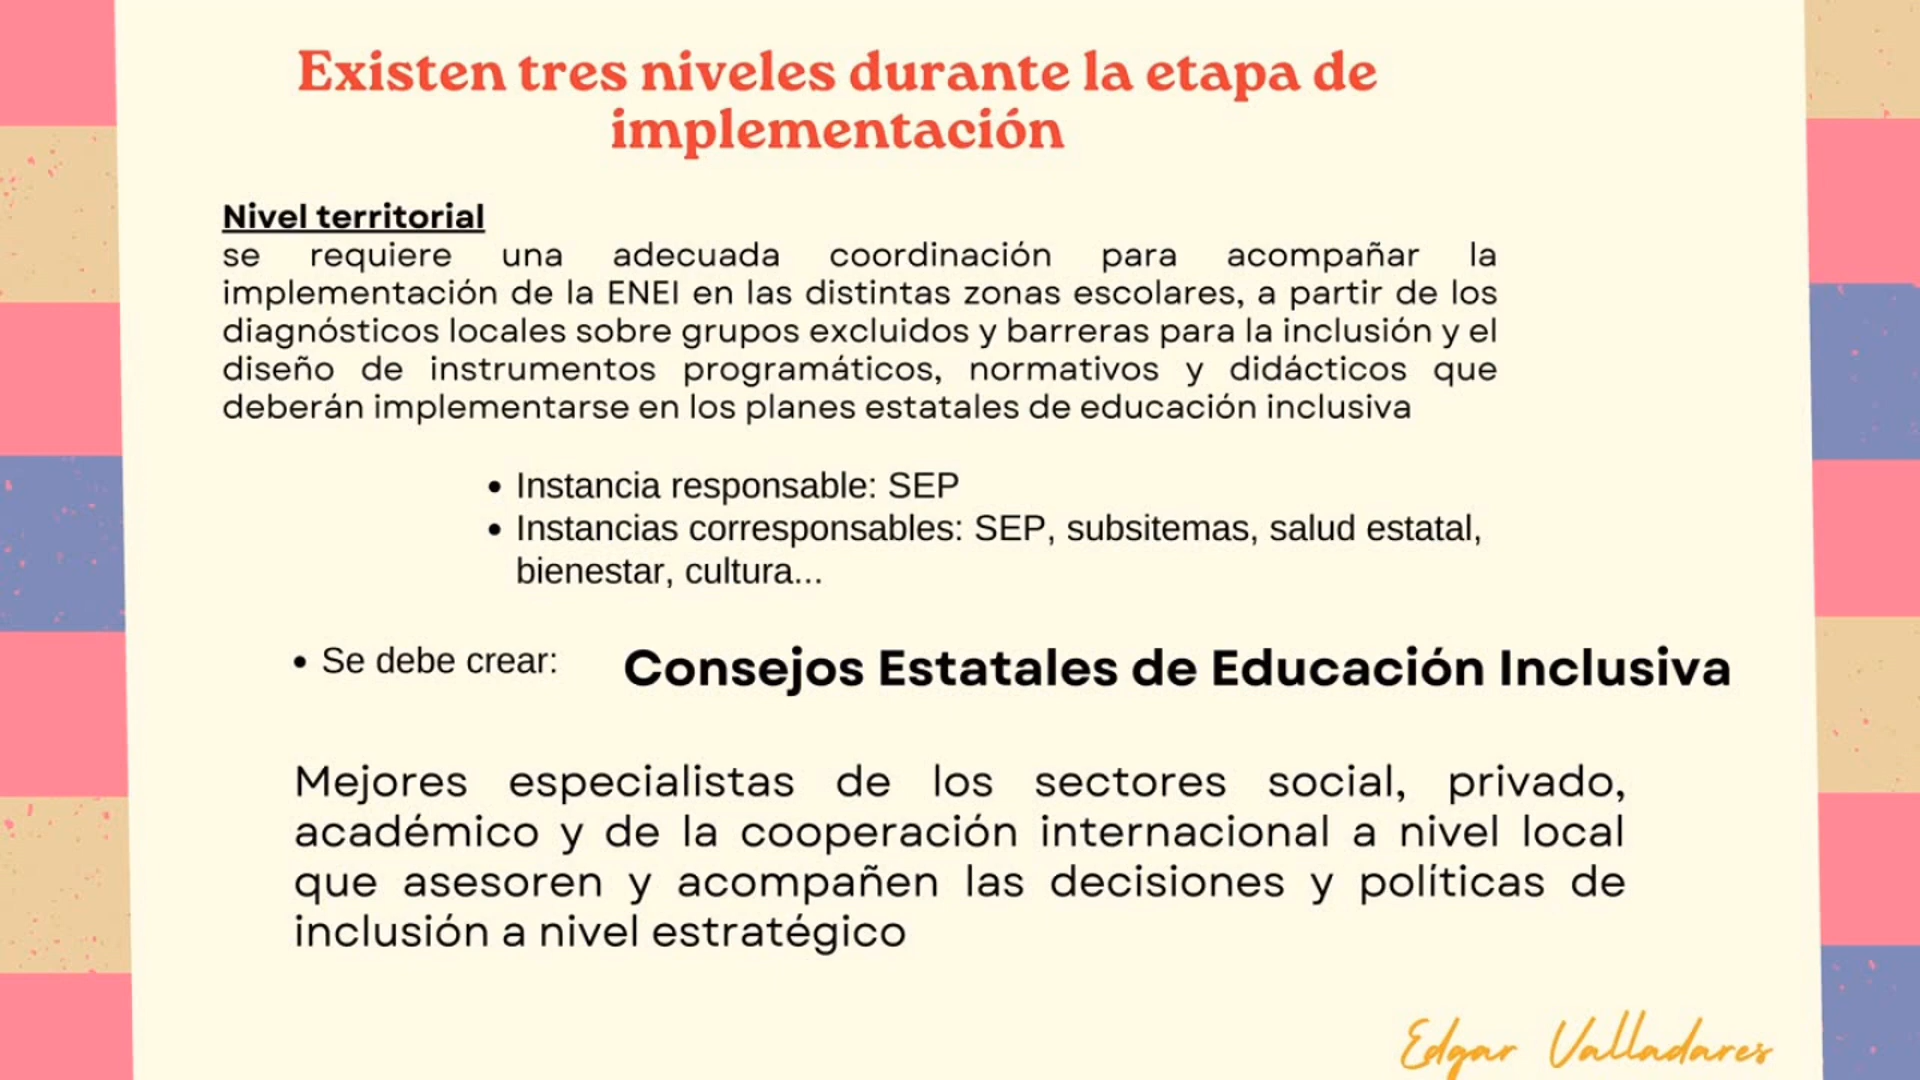 Existen tres niveles durante la etapa de
implementación
Nivel territorial
se requiere una adecuada coordinación para acompañar la
implementación de la ENEI en las distintas zonas escolares, a partir de los
diagnósticos locales sobre grupos excluidos y barreras para la inclusión y el
diseño de instrumentos programáticos, normativos y didácticos que
deberán implementarse en los planes estatales de educación inclusiva
• Instancia responsable: SEP
• Instancias corresponsables: SEP, subsitemas, salud estatal,
bienestar, cultura...
• Se debe crear: Consejos Estatales de Educación Inclusiva
Mejores especialistas de los sectores social, privado,
académico y de la cooperación internacional a nivel local
que asesoren y acompañen las decisiones y políticas de
inclusión a nivel estratégico
Edgar Valladares